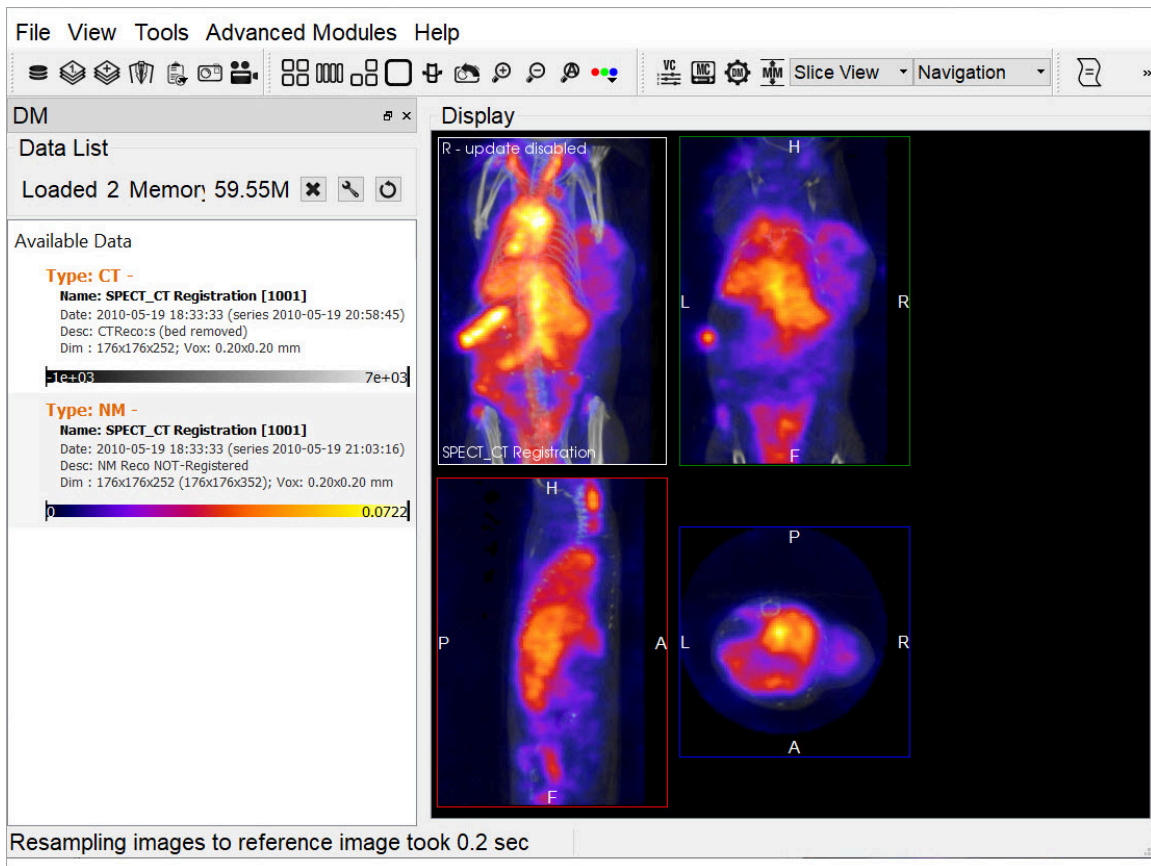 File View Tools Advanced Modules Help
VC MC DM MM Slice View Navigation »
DM
Display
Data List
Loaded 2 Memory 59.55M
Available Data
Type: CT -
Name: SPECT_CT Registration [1001]
Date: 2010-05-19 18:33:33 (series 2010-05-19 20:58:45)
Desc: CTReco:s (bed removed)
Dim : 176x176x252; Vox: 0.20x0.20 mm
-1e+03 7e+03
Type: NM -
Name: SPECT_CT Registration [1001]
Date: 2010-05-19 18:33:33 (series 2010-05-19 21:03:16)
Desc: NM Reco NOT-Registered
Dim : 176x176x252 (176x176x352); Vox: 0.20x0.20 mm
0 0.0722
R - update disabled
SPECT_CT Registration
H
L R
F
H
P A
F
P
L R
A
Resampling images to reference image took 0.2 sec